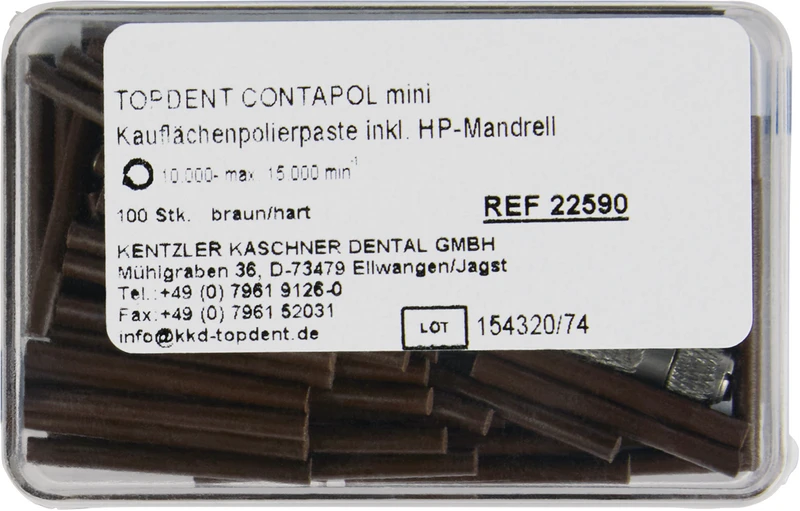 TOPDENT CONTAPOL mini
Kauflächenpolierpaste inkl. HP-Mandrell
10.000- max 15.000 min⁻¹
100 Stk. braun/hart
REF 22590
KENTZLER KASCHNER DENTAL GMBH
Mühlgraben 36, D-73479 Ellwangen/Jagst
Tel.:+49 (0) 7961 9126-0
Fax:+49 (0) 7961 52031
info@kkd-topdent.de
LOT 154320/74